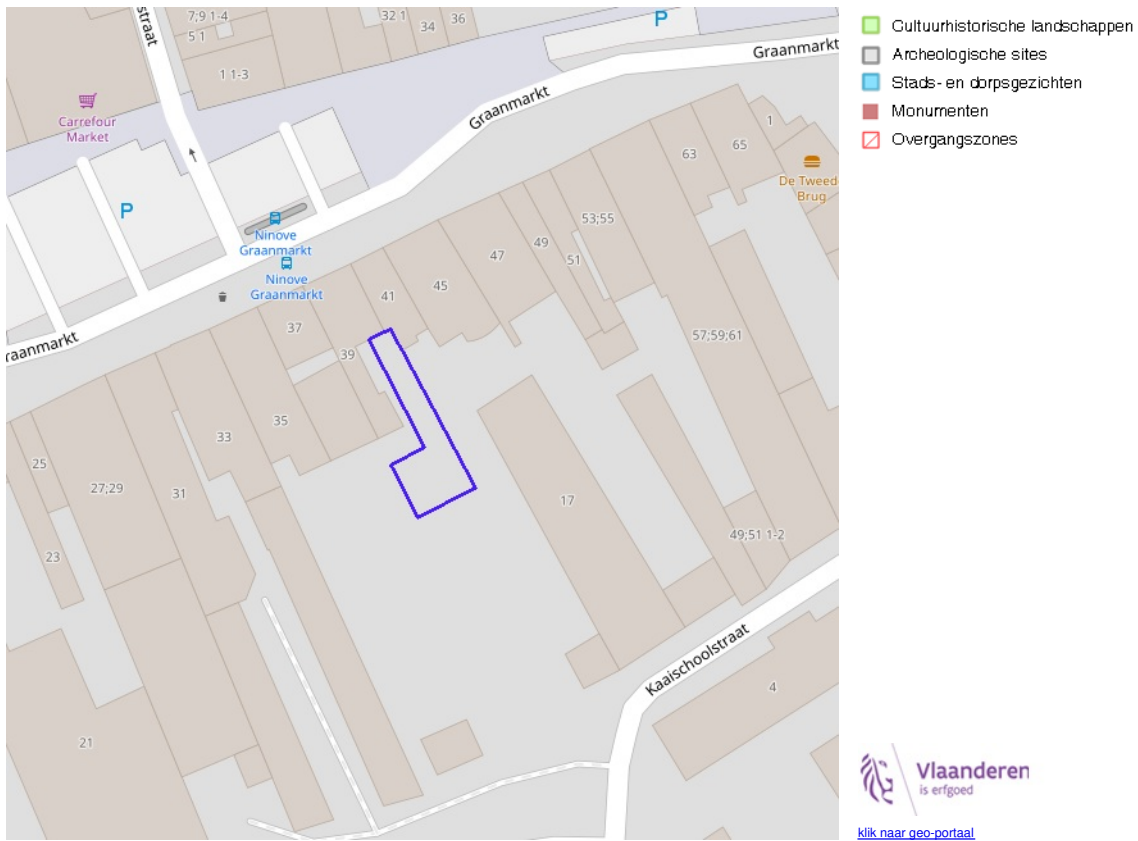 straat
7;9 1-4
5 1
32 1
34
36
P
1 1-3
Graanmarkt
Graanmarkt
Carrefour
Market
1
63
65
De Tweed
Brug
P
53;55
Ninove
Graanmarkt
49
47
51
Ninove
Graanmarkt
45
41
37
57;59;61
raanmarkt
39
35
33
25
27;29
31
17
49;51 1-2
23
Kaaischoolstraat
4
21
Cultuurhistorische landschappen
Archeologische sites
Stads- en dorpsgezichten
Monumenten
Overgangszones
Vlaanderen
is erfgoed
klik naar geo-portaal